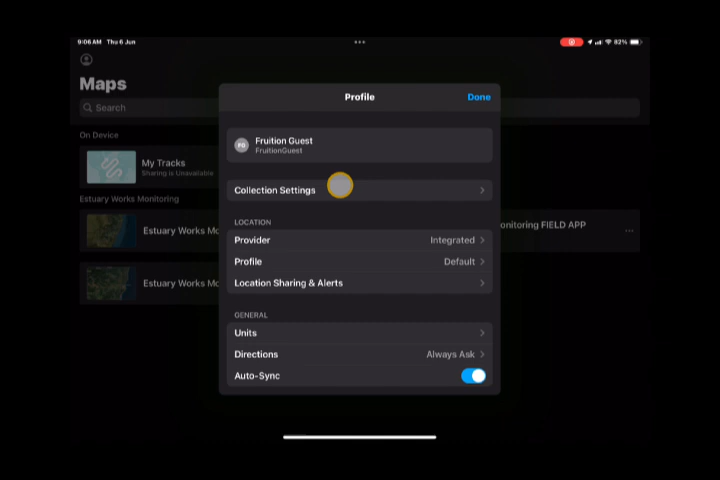 9:06 AM Thu 6 Jun
82%
Maps
Search
On Device
My Tracks
Sharing is Unavailable
Estuary Works Monitoring
Estuary Works Mo
onitoring FIELD APP
Estuary Works Mo
Profile
Done
FG
Fruition Guest
FruitionGuest
Collection Settings
LOCATION
Provider Integrated
Profile Default
Location Sharing & Alerts
GENERAL
Units
Directions Always Ask
Auto-Sync